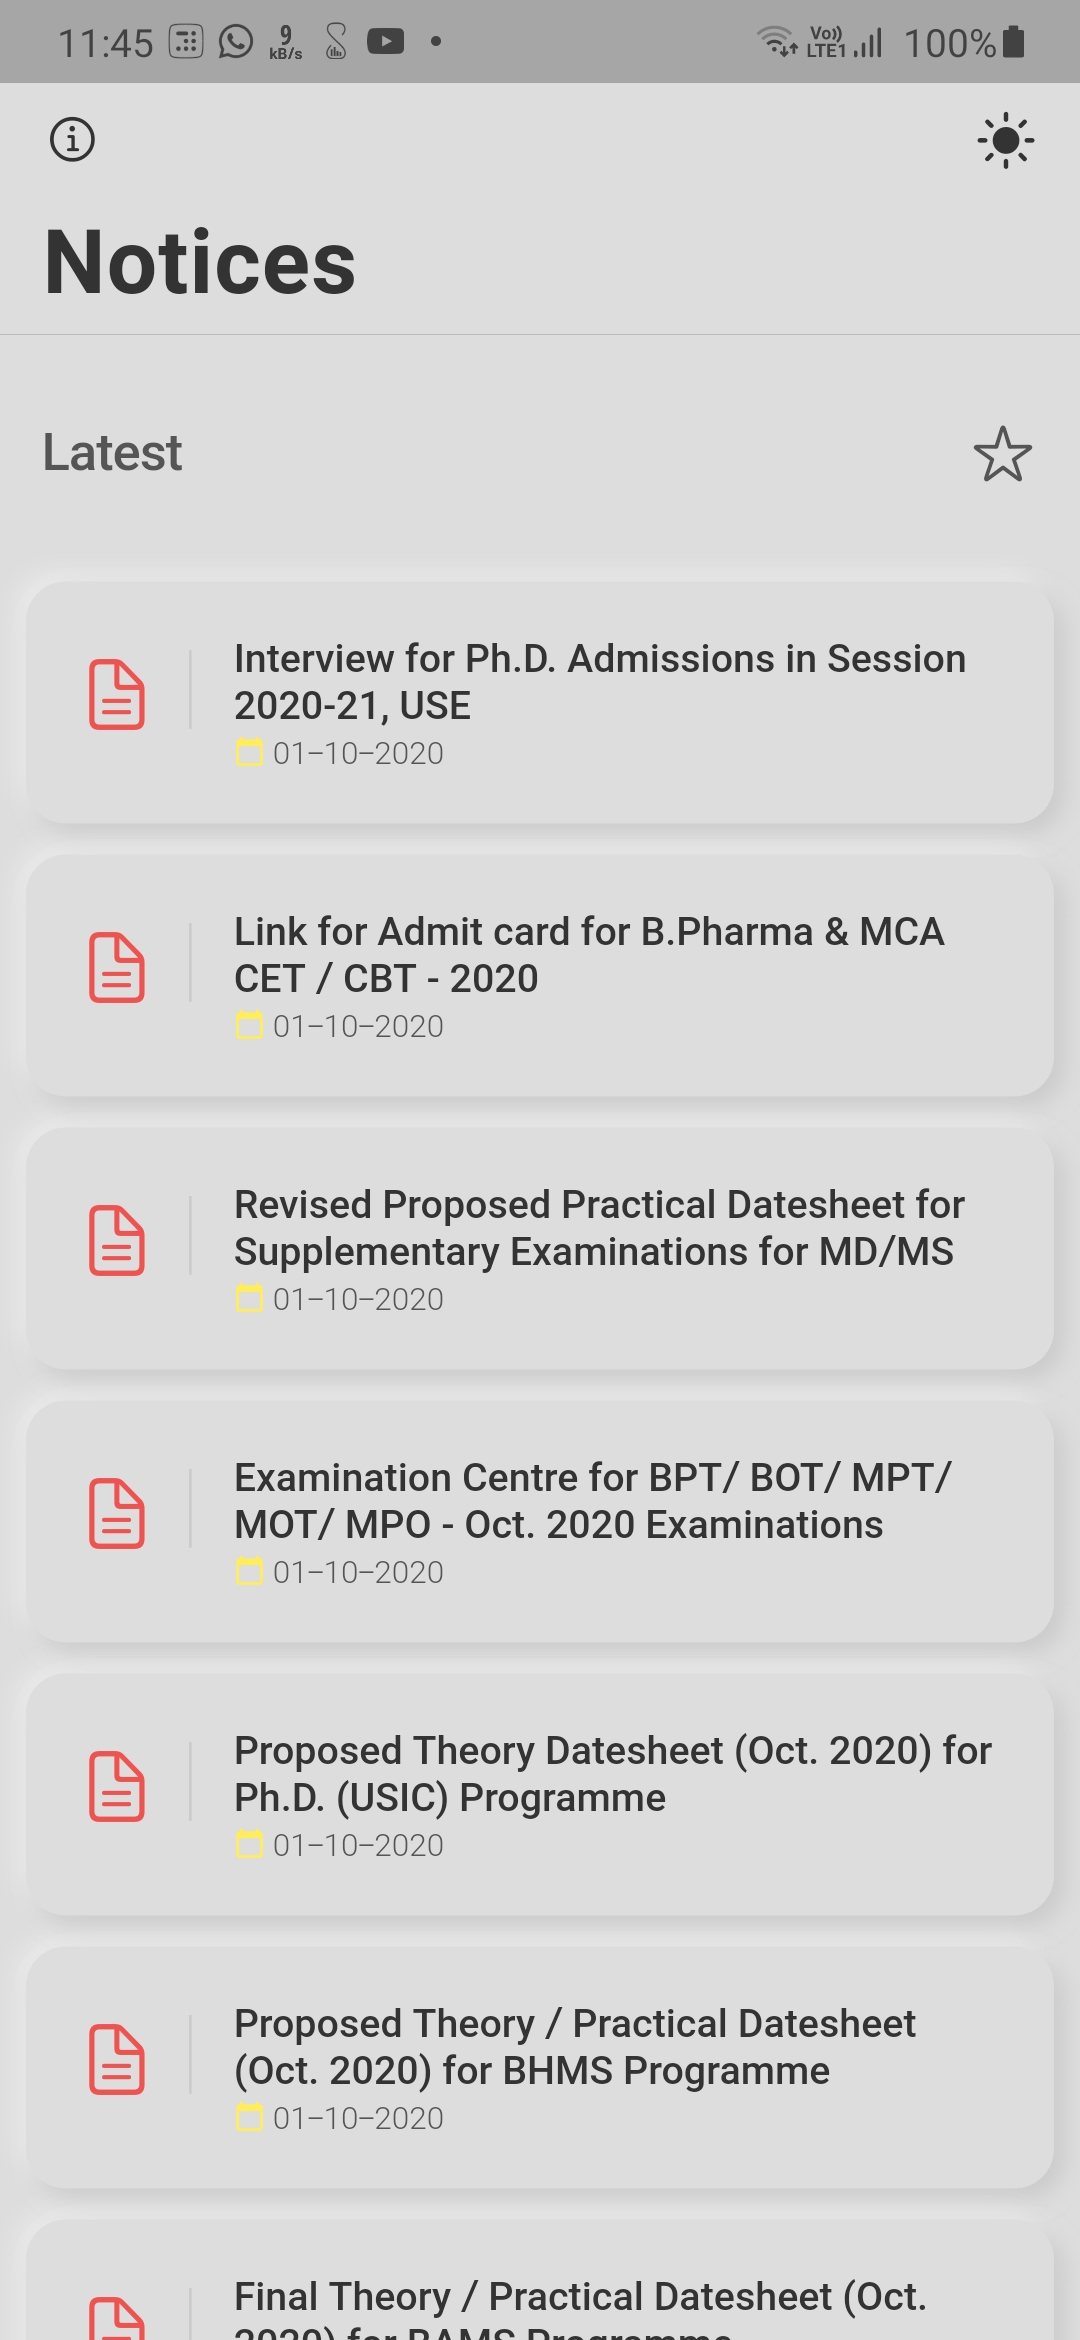 11:45
9
kB/s
Vo))
LTE1
100%
Notices
Latest
Interview for Ph.D. Admissions in Session
2020-21, USE
01–10–2020
Link for Admit card for B.Pharma & MCA
CET / CBT - 2020
01–10–2020
Revised Proposed Practical Datesheet for
Supplementary Examinations for MD/MS
01–10–2020
Examination Centre for BPT/ BOT/ MPT/
MOT/ MPO - Oct. 2020 Examinations
01–10–2020
Proposed Theory Datesheet (Oct. 2020) for
Ph.D. (USIC) Programme
01–10–2020
Proposed Theory / Practical Datesheet
(Oct. 2020) for BHMS Programme
01–10–2020
Final Theory / Practical Datesheet (Oct.
2020) for BAMS Programme